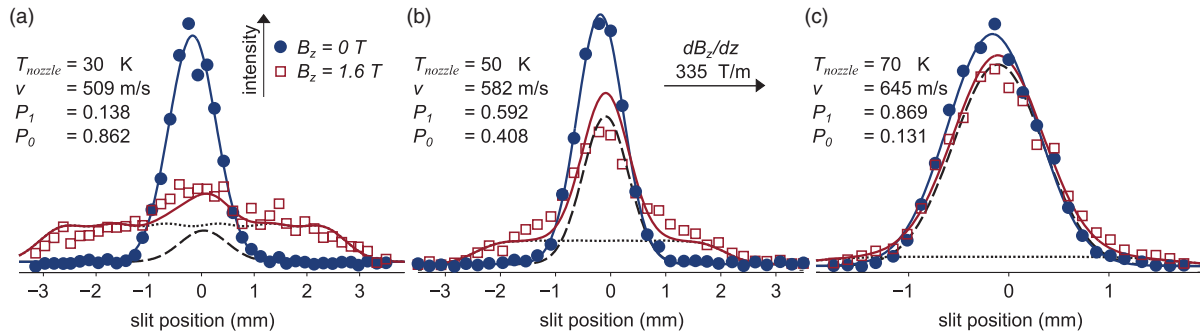 (a)
T_nozzle = 30 K
v = 509 m/s
P_1 = 0.138
P_0 = 0.862
intensity
B_z = 0 T
B_z = 1.6 T
−3 −2 −1 0 1 2 3
slit position (mm)
(b)
T_nozzle = 50 K
v = 582 m/s
P_1 = 0.592
P_0 = 0.408
dB_z/dz
335 T/m
−3 −2 −1 0 1 2 3
slit position (mm)
(c)
T_nozzle = 70 K
v = 645 m/s
P_1 = 0.869
P_0 = 0.131
−1 0 1
slit position (mm)